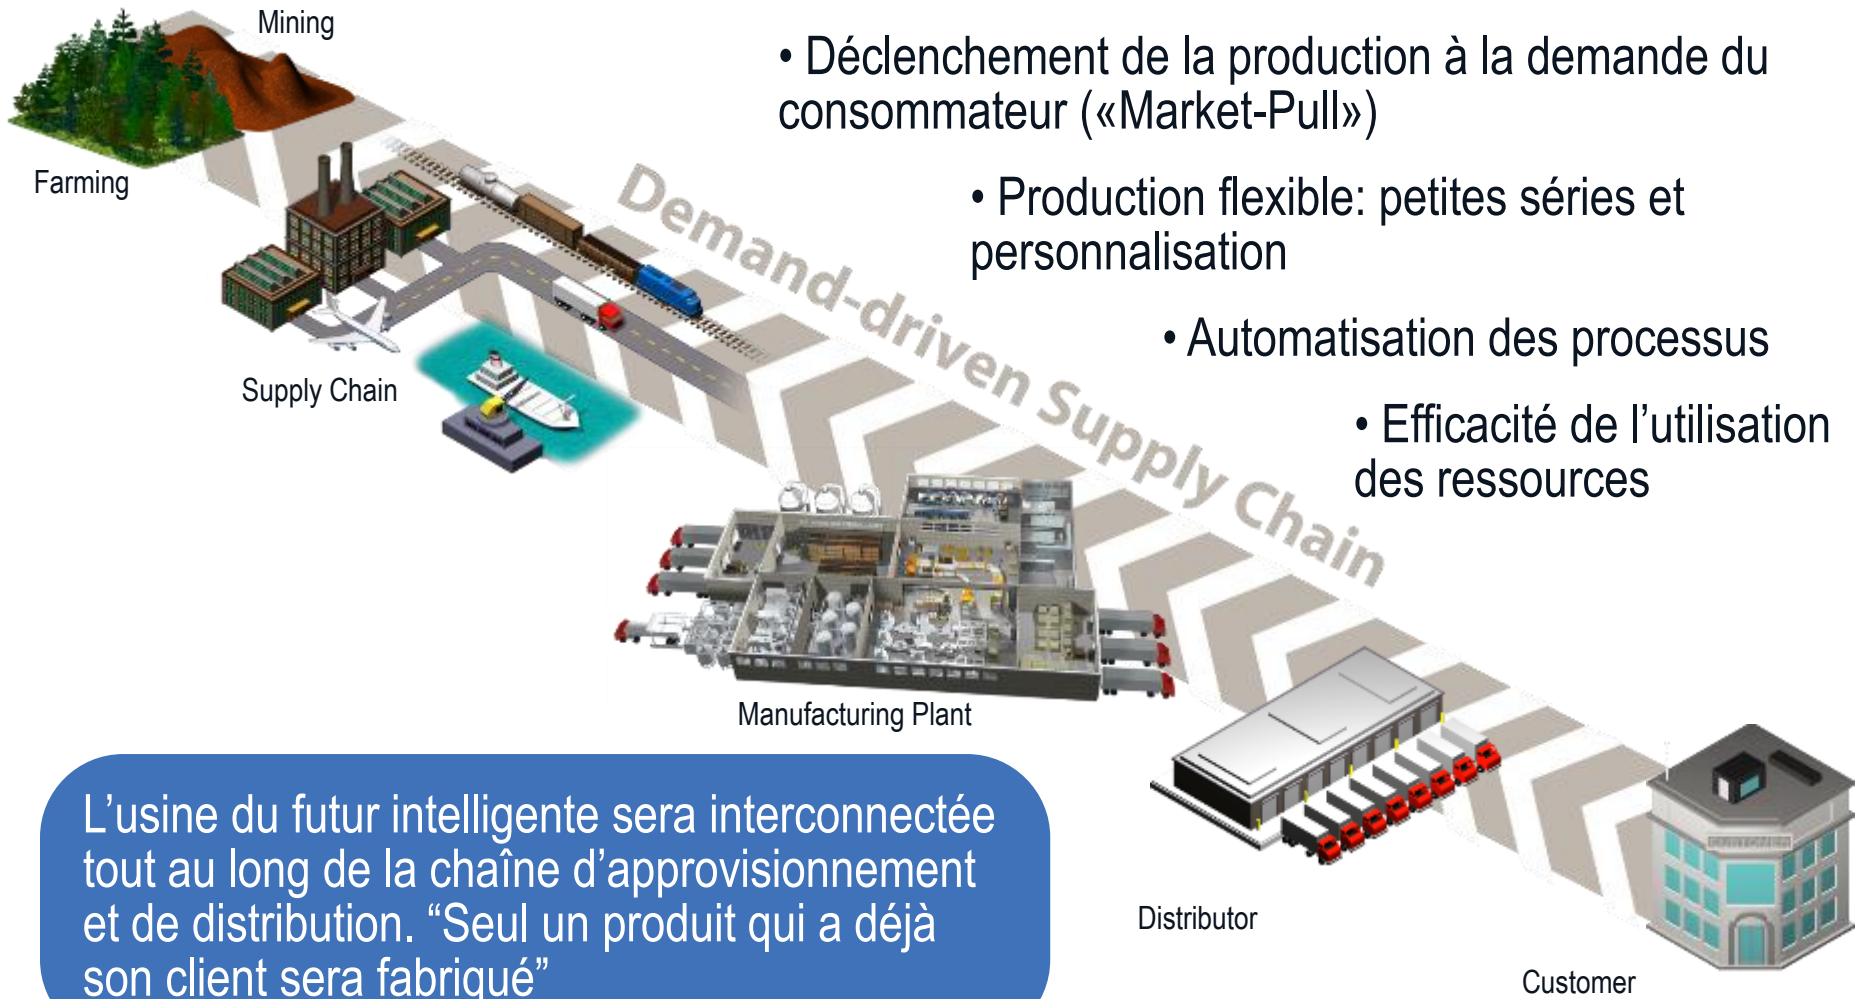 Mining
Farming
• Déclenchement de la production à la demande du
consommateur («Market-Pull»)
• Production flexible: petites séries et
personnalisation
• Automatisation des processus
• Efficacité de l’utilisation
des ressources
Demand-driven Supply Chain
Supply Chain
Manufacturing Plant
Distributor
CUSTOMER
Customer
L’usine du futur intelligente sera interconnectée
tout au long de la chaîne d’approvisionnement
et de distribution. “Seul un produit qui a déjà
son client sera fabriqué”